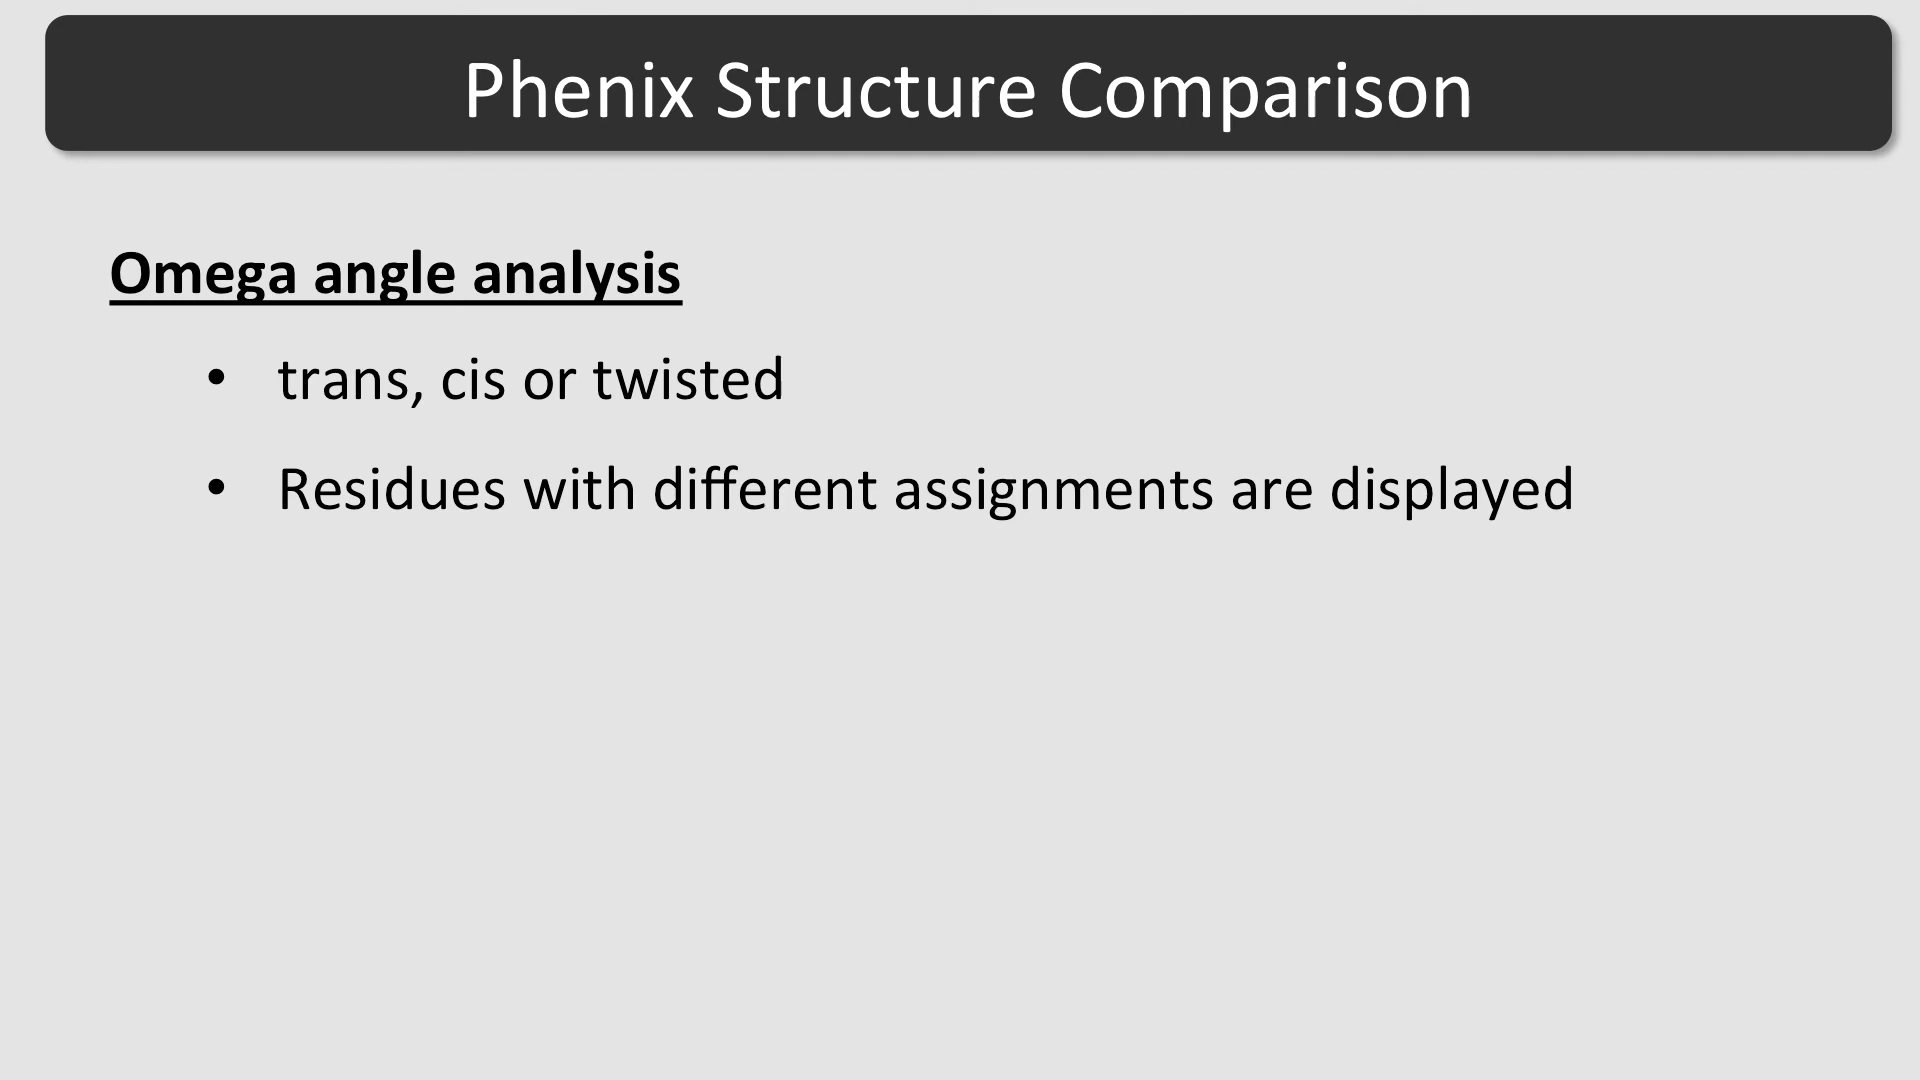 Phenix Structure Comparison
Omega angle analysis
• trans, cis or twisted
• Residues with different assignments are displayed